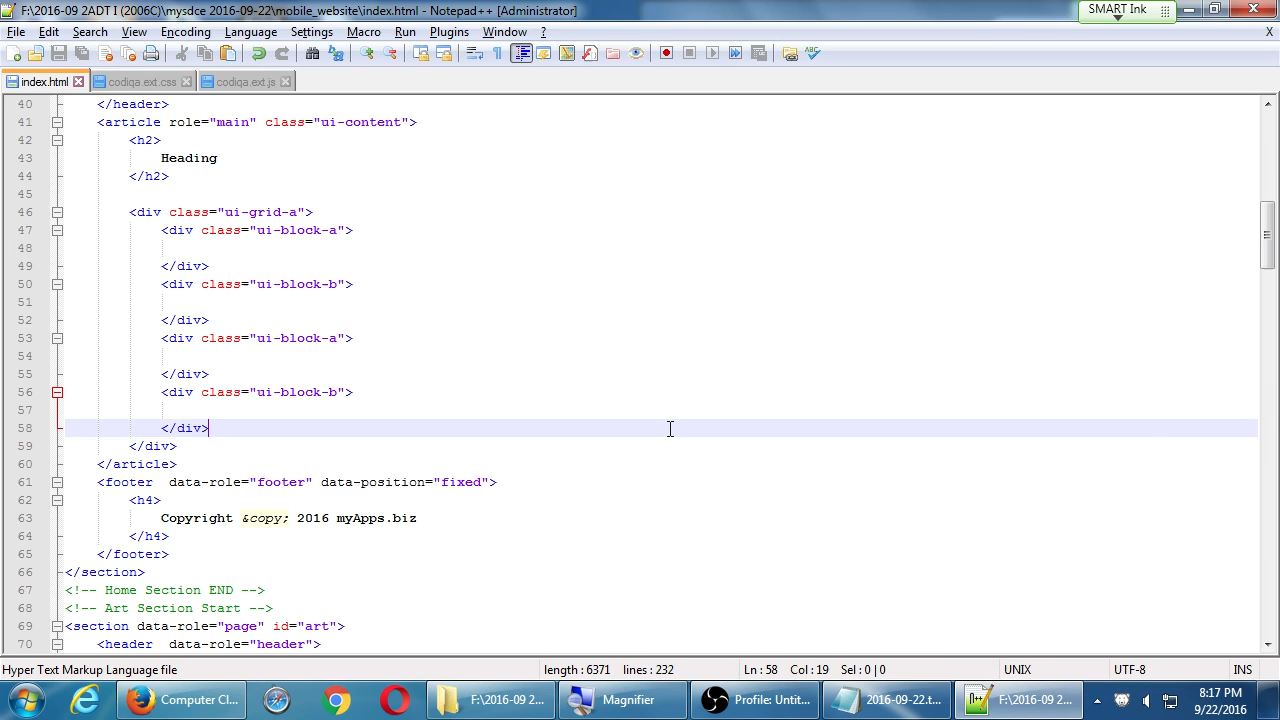 F:\2016-09 2ADT I (2006C)\mysdce 2016-09-22\mobile_website\index.html - Notepad++ [Administrator]
SMART Ink
File Edit Search View Encoding Language Settings Macro Run Plugins Window ? X
index.html codiqa.ext.css codiqa.ext.js
40 </header>
41 <article role="main" class="ui-content">
42 <h2>
43 Heading
44 </h2>
45
46 <div class="ui-grid-a">
47 <div class="ui-block-a">
48
49 </div>
50 <div class="ui-block-b">
51
52 </div>
53 <div class="ui-block-a">
54
55 </div>
56 <div class="ui-block-b">
57
58 </div>
59 </div>
60 </article>
61 <footer  data-role="footer" data-position="fixed">
62 <h4>
63 Copyright &copy; 2016 myApps.biz
64 </h4>
65 </footer>
66 </section>
67 <!-- Home Section END -->
68 <!-- Art Section Start -->
69 <section data-role="page" id="art">
70 <header  data-role="header">
Hyper Text Markup Language file length : 6371 lines : 232 Ln : 58 Col : 19 Sel : 0 | 0 UNIX UTF-8 INS
Computer Cl... F:\2016-09 2... Magnifier Profile: Untit... 2016-09-22.t... F:\2016-09 2... 8:17 PM
9/22/2016